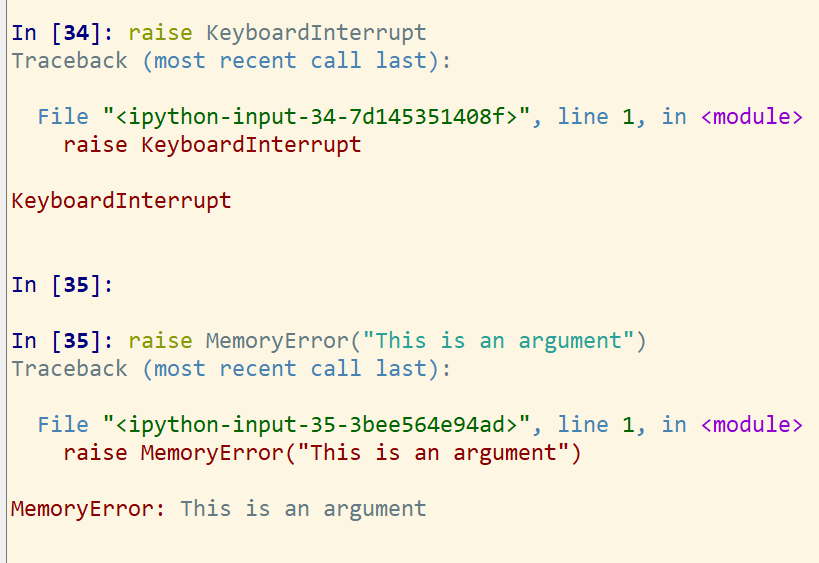 In [34]: raise KeyboardInterrupt
Traceback (most recent call last):
File "<ipython-input-34-7d145351408f>", line 1, in <module>
raise KeyboardInterrupt
KeyboardInterrupt
In [35]:
In [35]: raise MemoryError("This is an argument")
Traceback (most recent call last):
File "<ipython-input-35-3bee564e94ad>", line 1, in <module>
raise MemoryError("This is an argument")
MemoryError: This is an argument